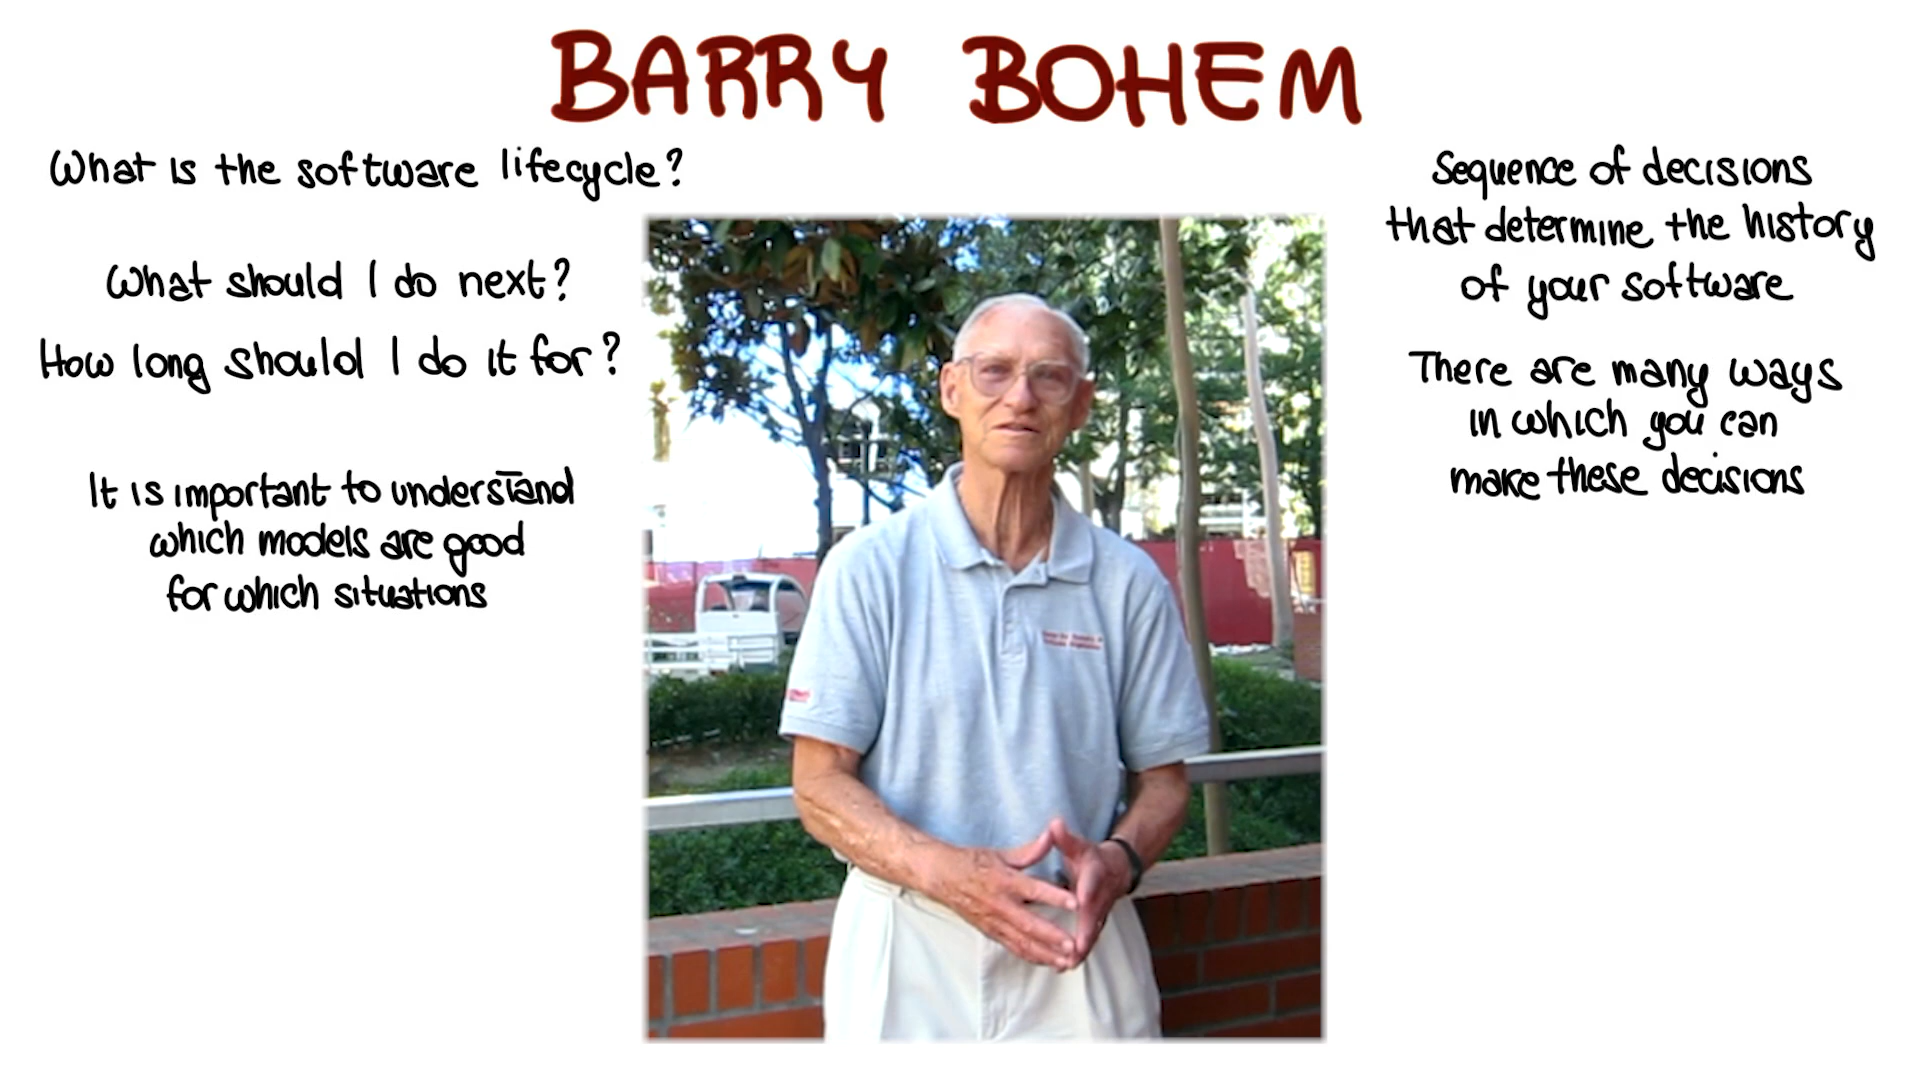 BARRY BOHEM
What is the software lifecycle?
What should I do next?
How long should I do it for?
It is important to understand
which models are good
for which situations
Sequence of decisions
that determine the history
of your software
There are many ways
in which you can
make these decisions